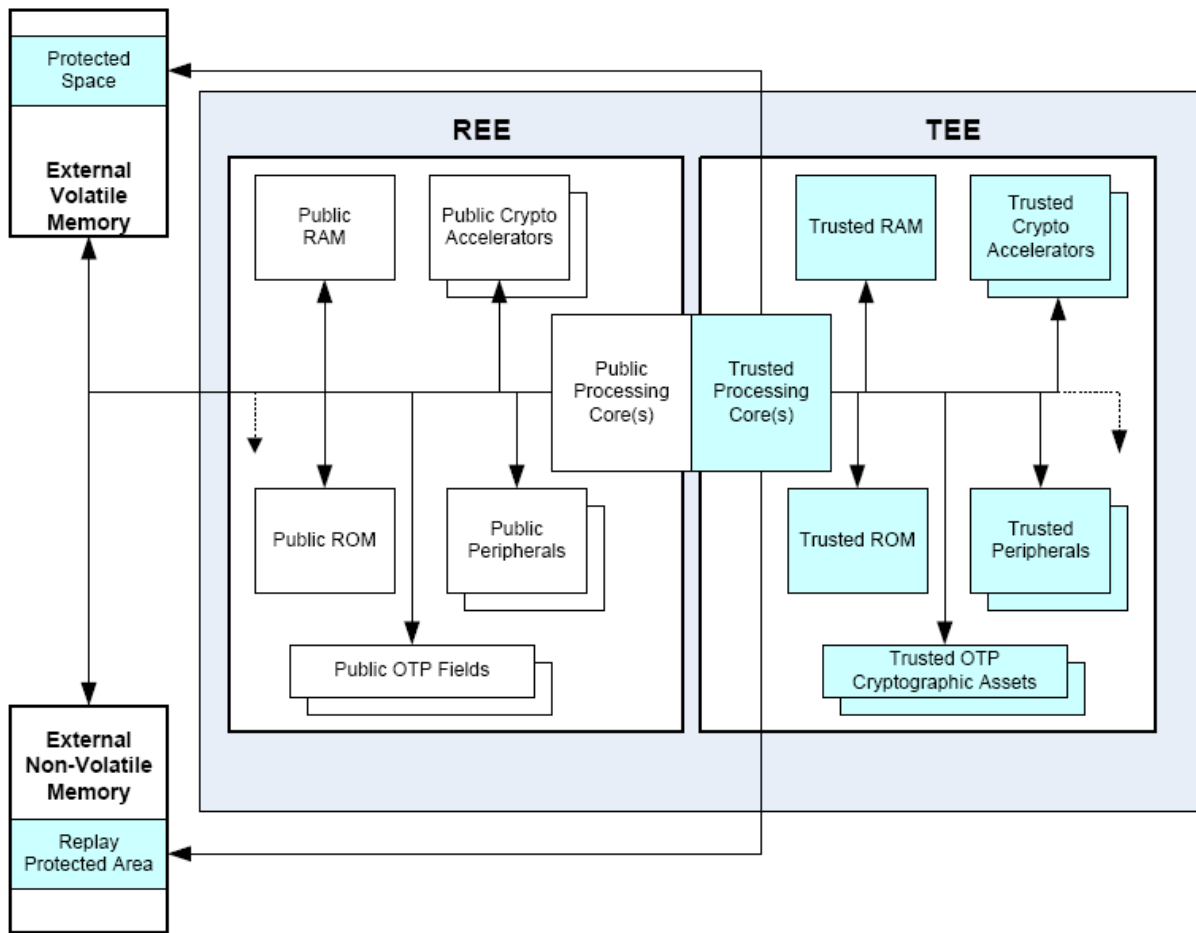 Protected
Space
External
Volatile
Memory
REE
TEE
Public
RAM
Public Crypto
Accelerators
Trusted RAM
Trusted
Crypto
Accelerators
Public
Processing
Core(s)
Trusted
Processing
Core(s)
Public ROM
Public
Peripherals
Trusted ROM
Trusted
Peripherals
Public OTP Fields
Trusted OTP
Cryptographic Assets
External
Non-Volatile
Memory
Replay
Protected Area